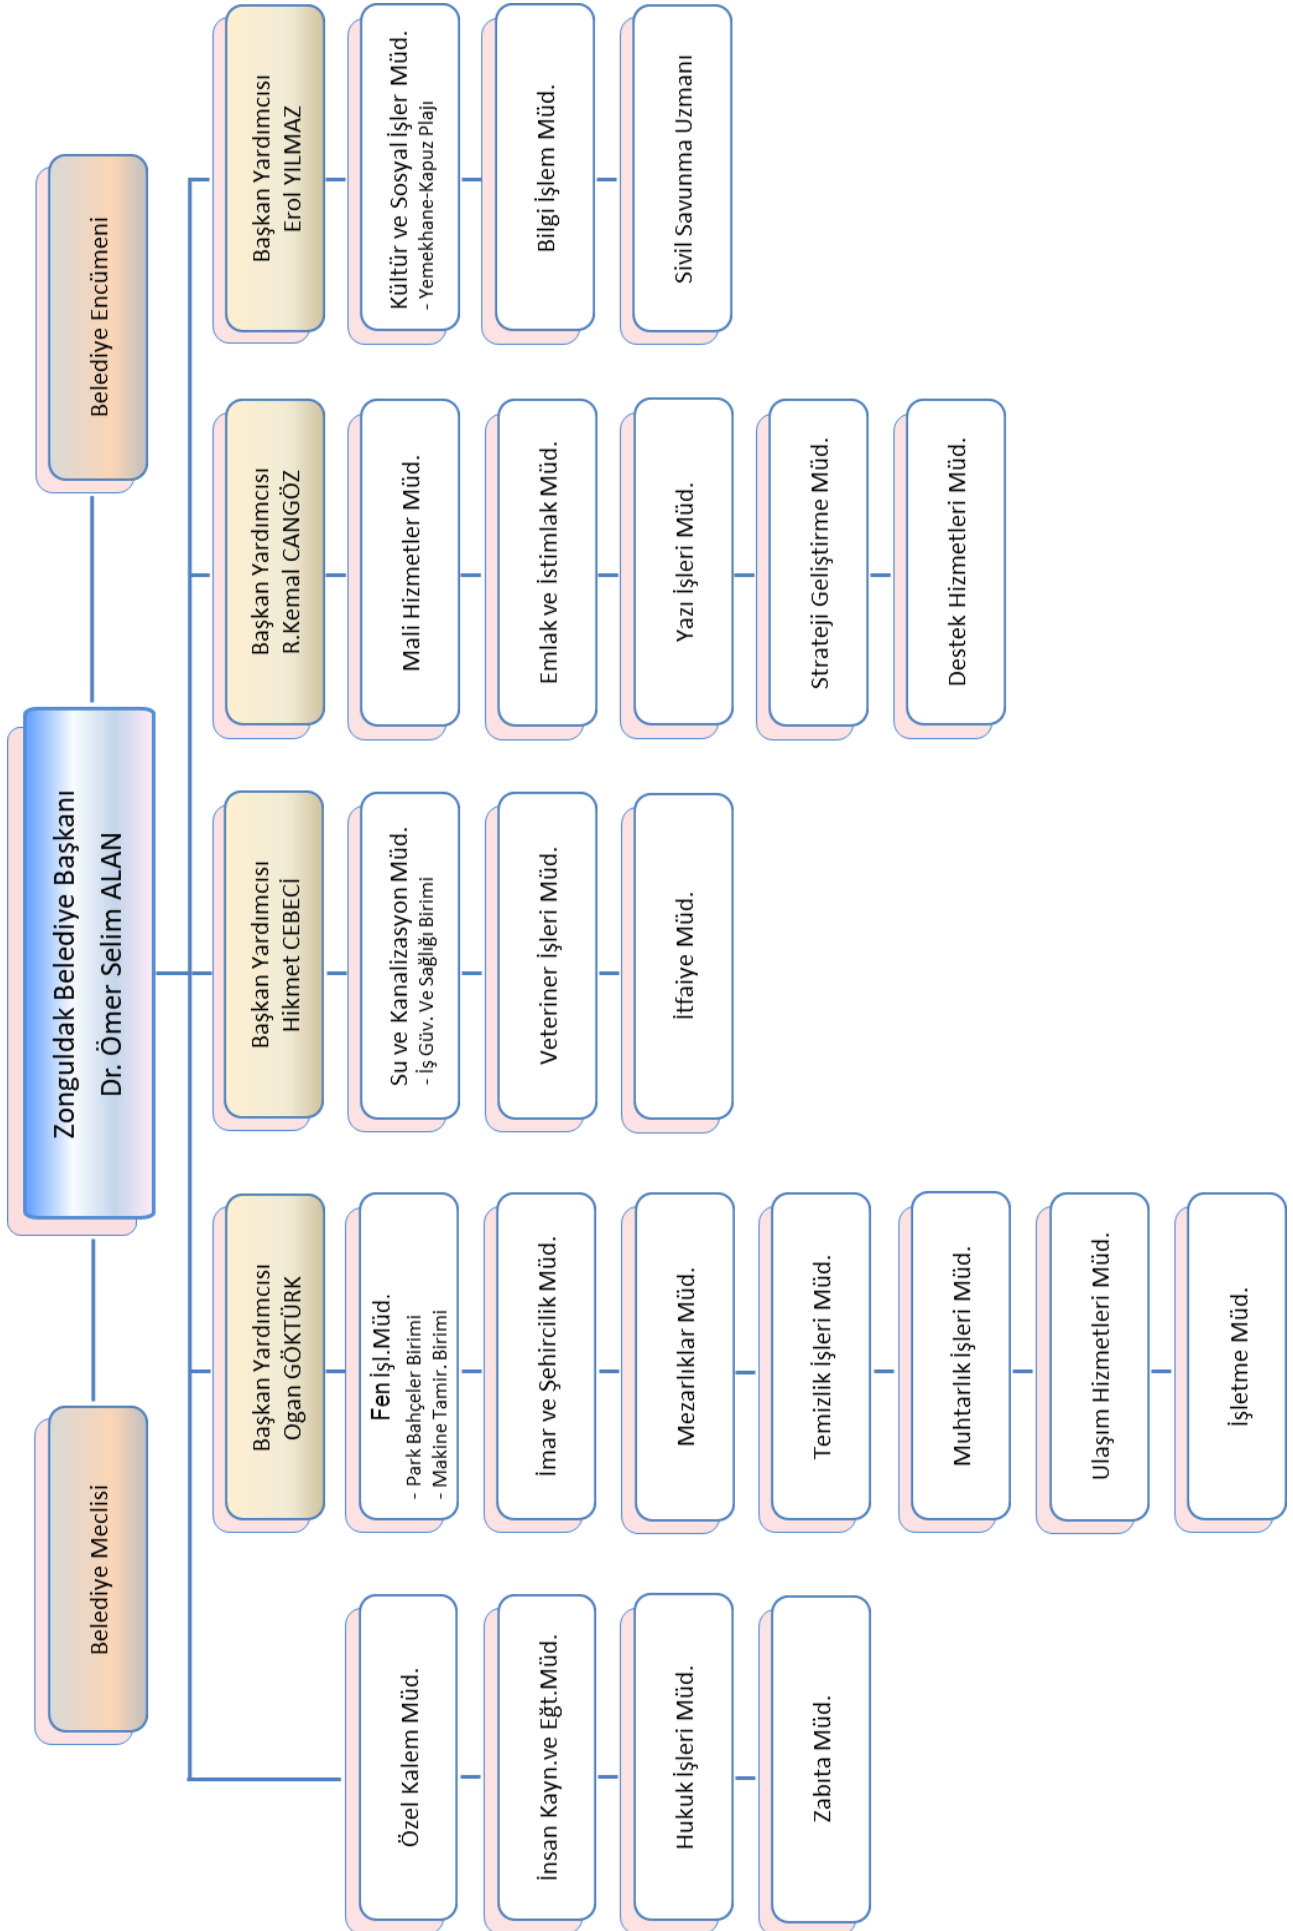 Belediye Meclisi
Zonguldak Belediye Başkanı
Dr. Ömer Selim ALAN
Belediye Encümeni
Özel Kalem Müd.
İnsan Kayn.ve Eğt.Müd.
Hukuk İşleri Müd.
Zabıta Müd.
Başkan Yardımcısı
Ogan GÖKTÜRK
Fen İşl.Müd.
- Park Bahçeler Birimi
- Makine Tamir. Birimi
İmar ve Şehircilik Müd.
Mezarlıklar Müd.
Temizlik İşleri Müd.
Muhtarlık İşleri Müd.
Ulaşım Hizmetleri Müd.
İşletme Müd.
Başkan Yardımcısı
Hikmet CEBECİ
Su ve Kanalizasyon Müd.
- İş Güv. Ve Sağlığı Birimi
Veteriner İşleri Müd.
İtfaiye Müd.
Başkan Yardımcısı
R.Kemal CANGÖZ
Mali Hizmetler Müd.
Emlak ve İstimlak Müd.
Yazı İşleri Müd.
Strateji Geliştirme Müd.
Destek Hizmetleri Müd.
Başkan Yardımcısı
Erol YILMAZ
Kültür ve Sosyal İşler Müd.
- Yemekhane-Kapuz Plajı
Bilgi İşlem Müd.
Sivil Savunma Uzmanı